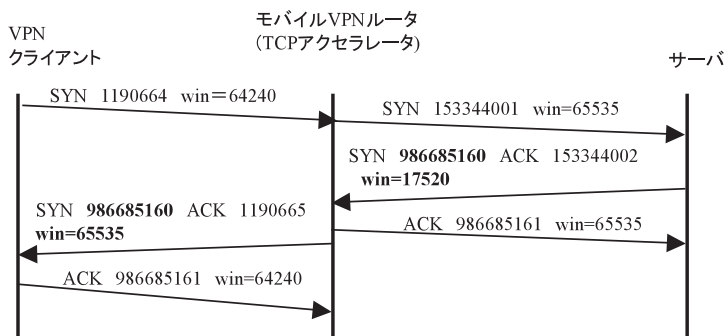 VPN
クライアント
モバイルVPNルータ
(TCPアクセラレータ)
サーバ
SYN 1190664 win＝64240
SYN 153344001 win=65535
SYN 986685160 ACK 153344002
win=17520
SYN 986685160 ACK 1190665
win=65535
ACK 986685161 win=65535
ACK 986685161 win=64240